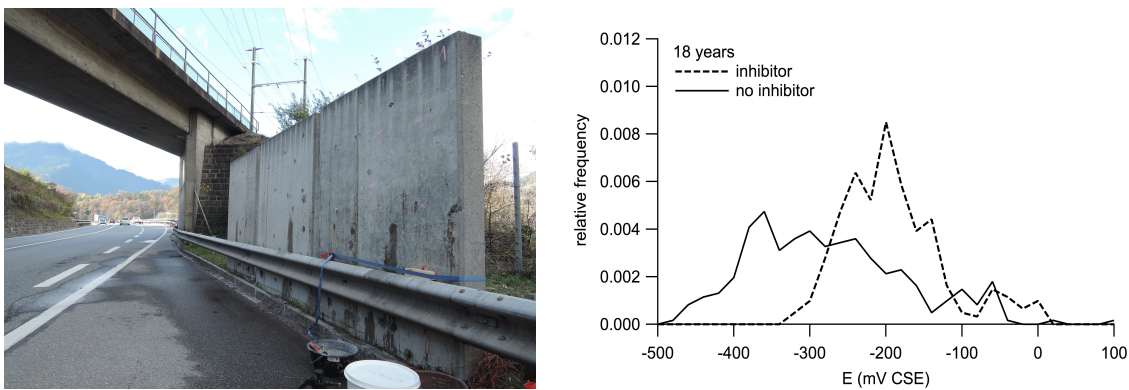 0.012
0.010
0.008
0.006
0.004
0.002
0.000
relative frequency
18 years
inhibitor
no inhibitor
-500
-400
-300
-200
-100
0
100
E (mV CSE)